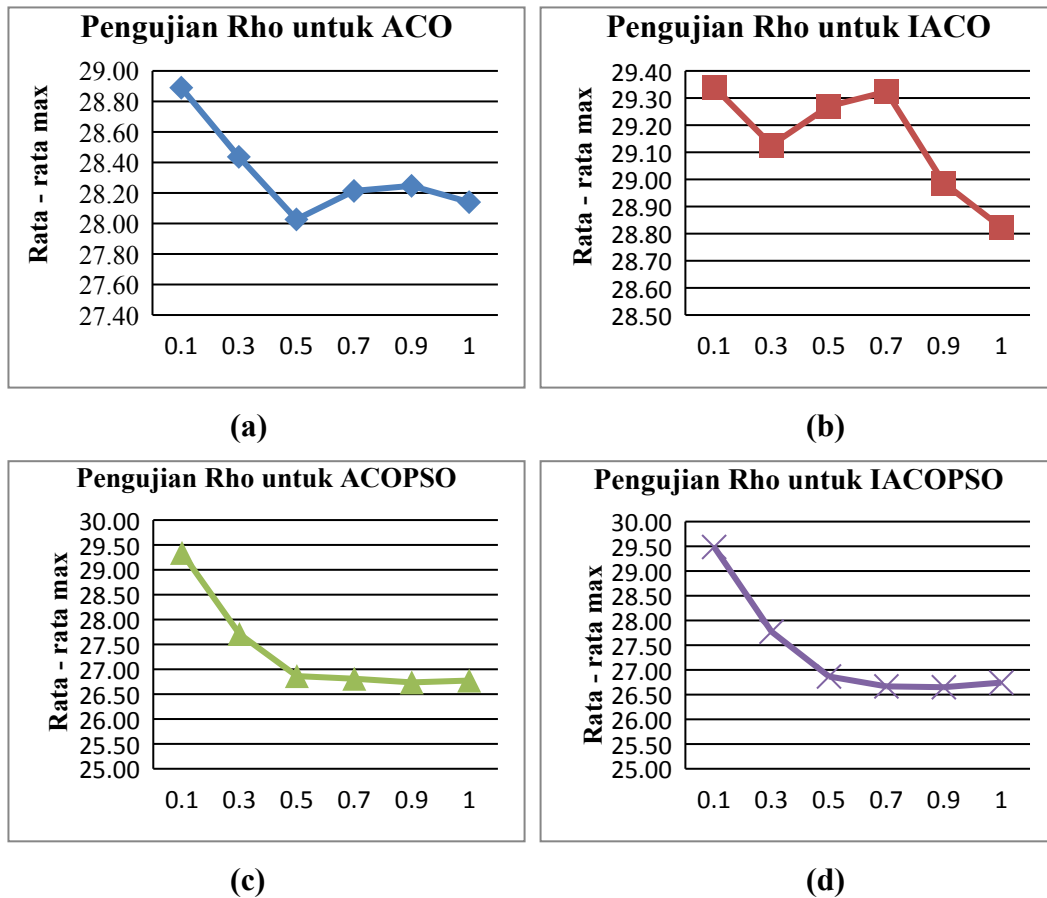 Pengujian Rho untuk ACO
Rata - rata max
29.00
28.80
28.60
28.40
28.20
28.00
27.80
27.60
27.40
0.1 0.3 0.5 0.7 0.9 1
(a)
Pengujian Rho untuk IACO
Rata - rata max
29.40
29.30
29.20
29.10
29.00
28.90
28.80
28.70
28.60
28.50
0.1 0.3 0.5 0.7 0.9 1
(b)
Pengujian Rho untuk ACOPSO
Rata - rata max
30.00
29.50
29.00
28.50
28.00
27.50
27.00
26.50
26.00
25.50
25.00
0.1 0.3 0.5 0.7 0.9 1
(c)
Pengujian Rho untuk IACOPSO
Rata - rata max
30.00
29.50
29.00
28.50
28.00
27.50
27.00
26.50
26.00
25.50
25.00
0.1 0.3 0.5 0.7 0.9 1
(d)